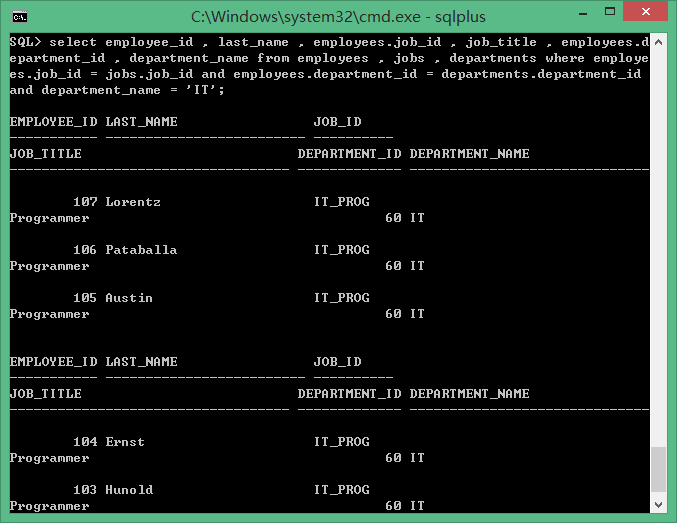 C:\Windows\system32\cmd.exe - sqlplus
SQL> select employee_id , last_name , employees.job_id , job_title , employees.d
epartment_id , department_name from employees , jobs , departments where employe
es.job_id = jobs.job_id and employees.department_id = departments.department_id
and department_name = 'IT';
EMPLOYEE_ID LAST_NAME                 JOB_ID
----------- ------------------------- ----------
JOB_TITLE                           DEPARTMENT_ID DEPARTMENT_NAME
----------------------------------- ------------- ------------------------------
        107 Lorentz                   IT_PROG
Programmer                                     60 IT
        106 Pataballa                 IT_PROG
Programmer                                     60 IT
        105 Austin                    IT_PROG
Programmer                                     60 IT
EMPLOYEE_ID LAST_NAME                 JOB_ID
----------- ------------------------- ----------
JOB_TITLE                           DEPARTMENT_ID DEPARTMENT_NAME
----------------------------------- ------------- ------------------------------
        104 Ernst                     IT_PROG
Programmer                                     60 IT
        103 Hunold                    IT_PROG
Programmer                                     60 IT